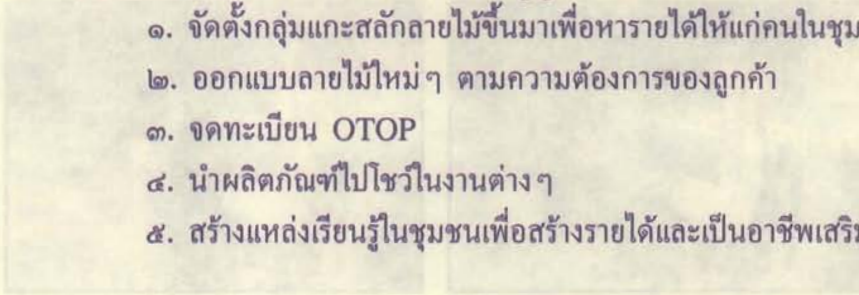 ๑. จัดตั้งกลุ่มแกะสลักลายไม้ขึ้นมาเพื่อหารายได้ให้แก่คนในชุม
๒. ออกแบบลายไม้ใหม่ ๆ ตามความต้องการของลูกค้า
๓. จดทะเบียน OTOP
๔. นำผลิตภัณฑ์ไปโชว์ในงานต่าง ๆ
๕. สร้างแหล่งเรียนรู้ในชุมชนเพื่อสร้างรายได้และเป็นอาชีพเสริม